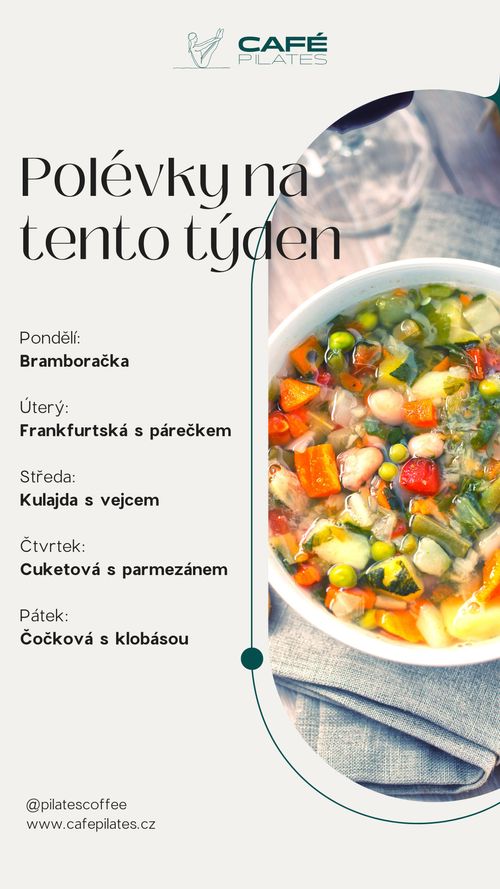 CAFÉ
PILATES
Polévky na
tento týden
Pondělí:
Bramboračka
Úterý:
Frankfurtská s párečkem
Středa:
Kulajda s vejcem
Čtvrtek:
Cuketová s parmezánem
Pátek:
Čočková s klobásou
@pilatescoffee
www.cafepilates.cz